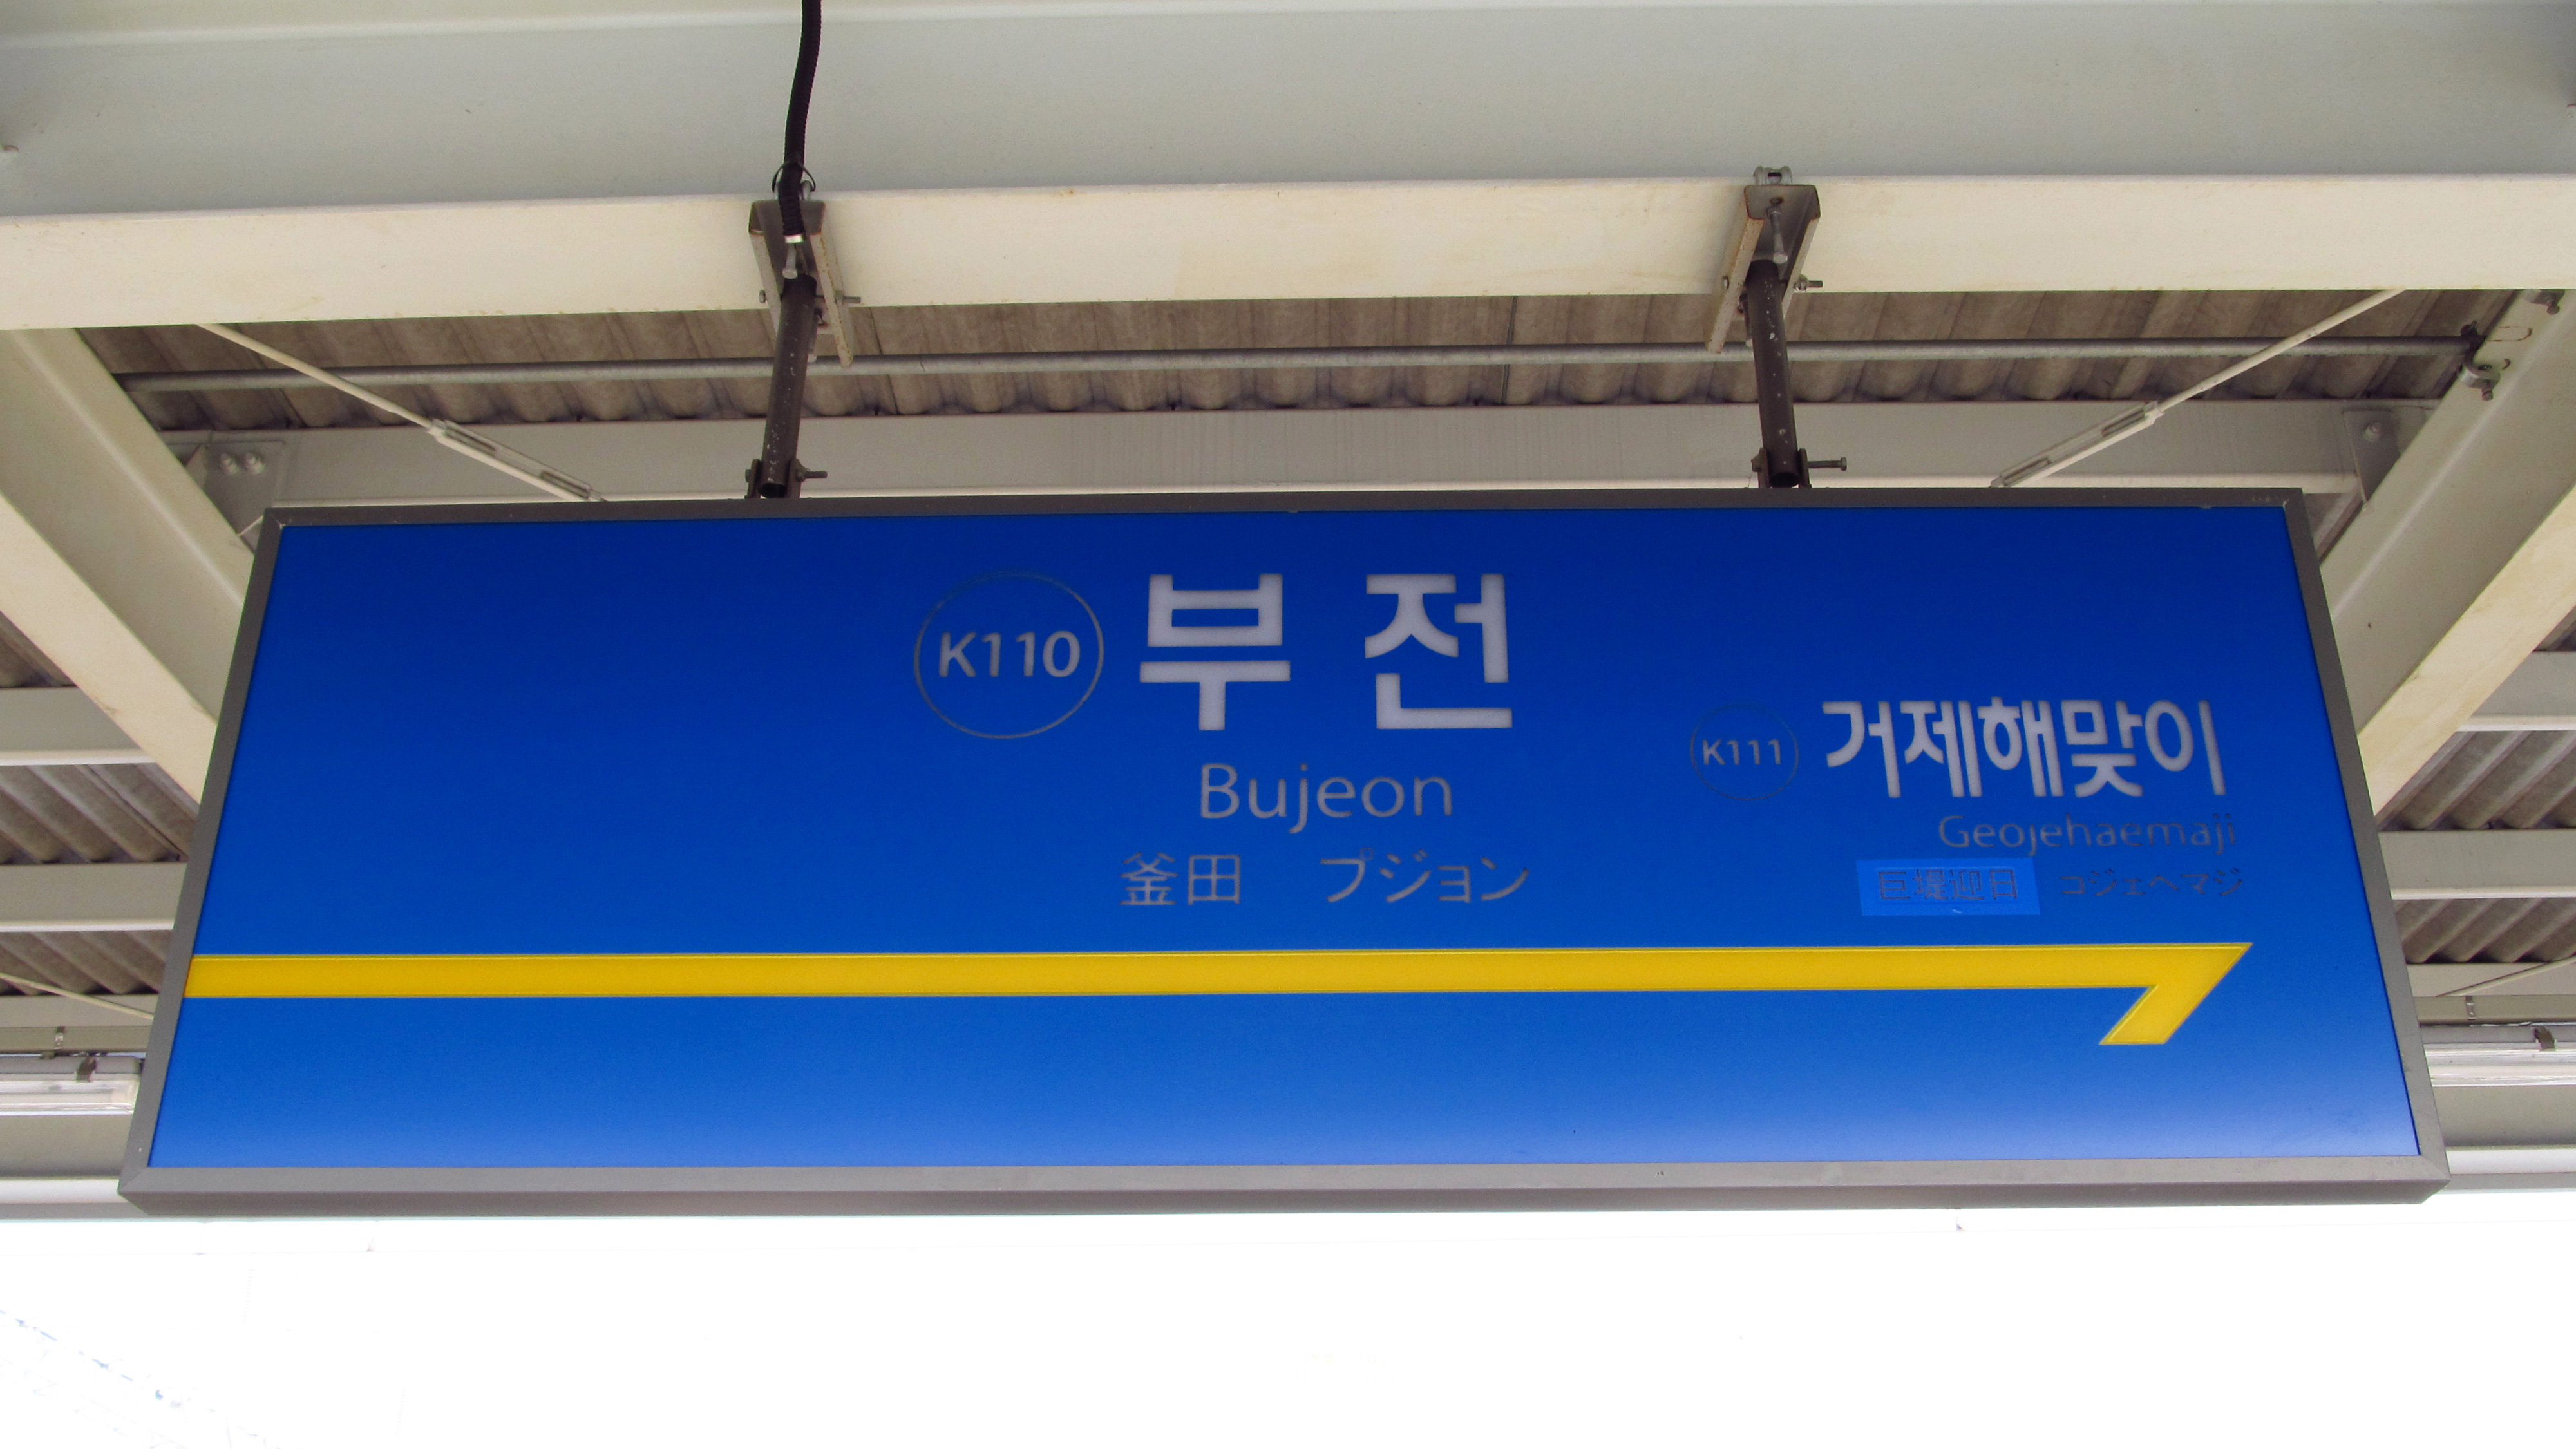 K110 부전
Bujeon
釜田 プジョン
K111 거제해맞이
Geojehaemaji
巨堤迎日 コジェヘマジ